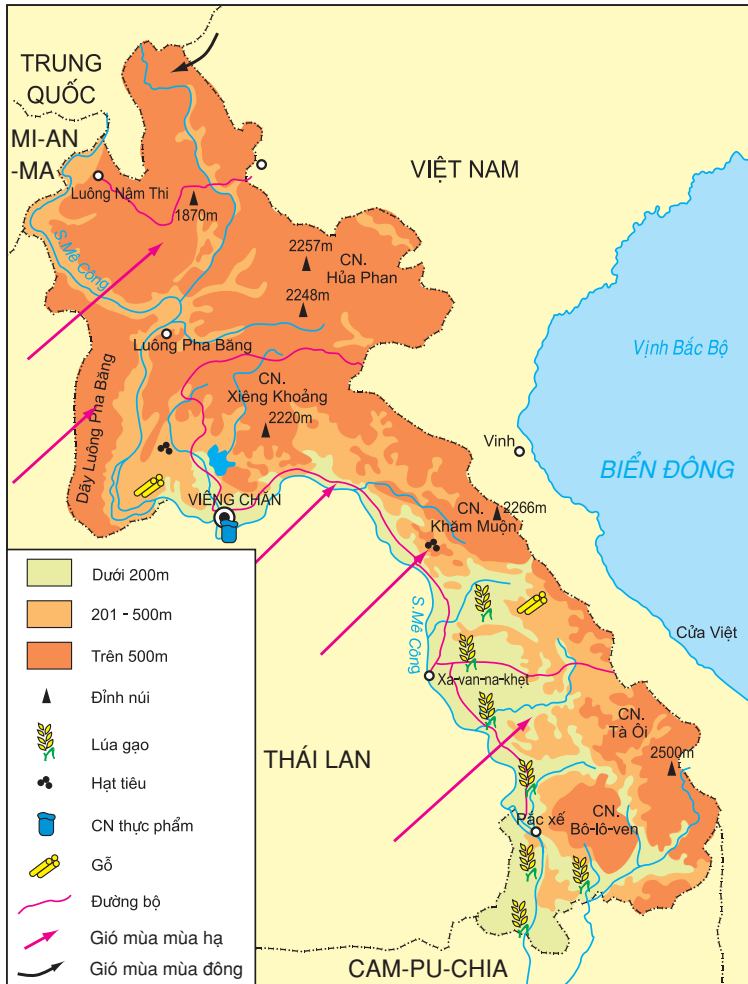 TRUNG
QUỐC
MI-AN
-MA
VIỆT NAM
Luông Nậm Thi
1870m
S.Mê Công
2257m
CN.
Hủa Phan
2248m
Luông Pha Băng
Vịnh Bắc Bộ
Dãy Luông Pha Băng
CN.
Xiêng Khoảng
2220m
Vinh
BIỂN ĐÔNG
VIÊNG CHĂN
CN.
Khăm Muộn
2266m
S.Mê Công
Cửa Việt
Xa-van-na-khẹt
CN.
Tà Ôi
2500m
THÁI LAN
Pắc xế
CN.
Bô-lô-ven
CAM-PU-CHIA
Dưới 200m
201 - 500m
Trên 500m
Đỉnh núi
Lúa gạo
Hạt tiêu
CN thực phẩm
Gỗ
Đường bộ
Gió mùa mùa hạ
Gió mùa mùa đông